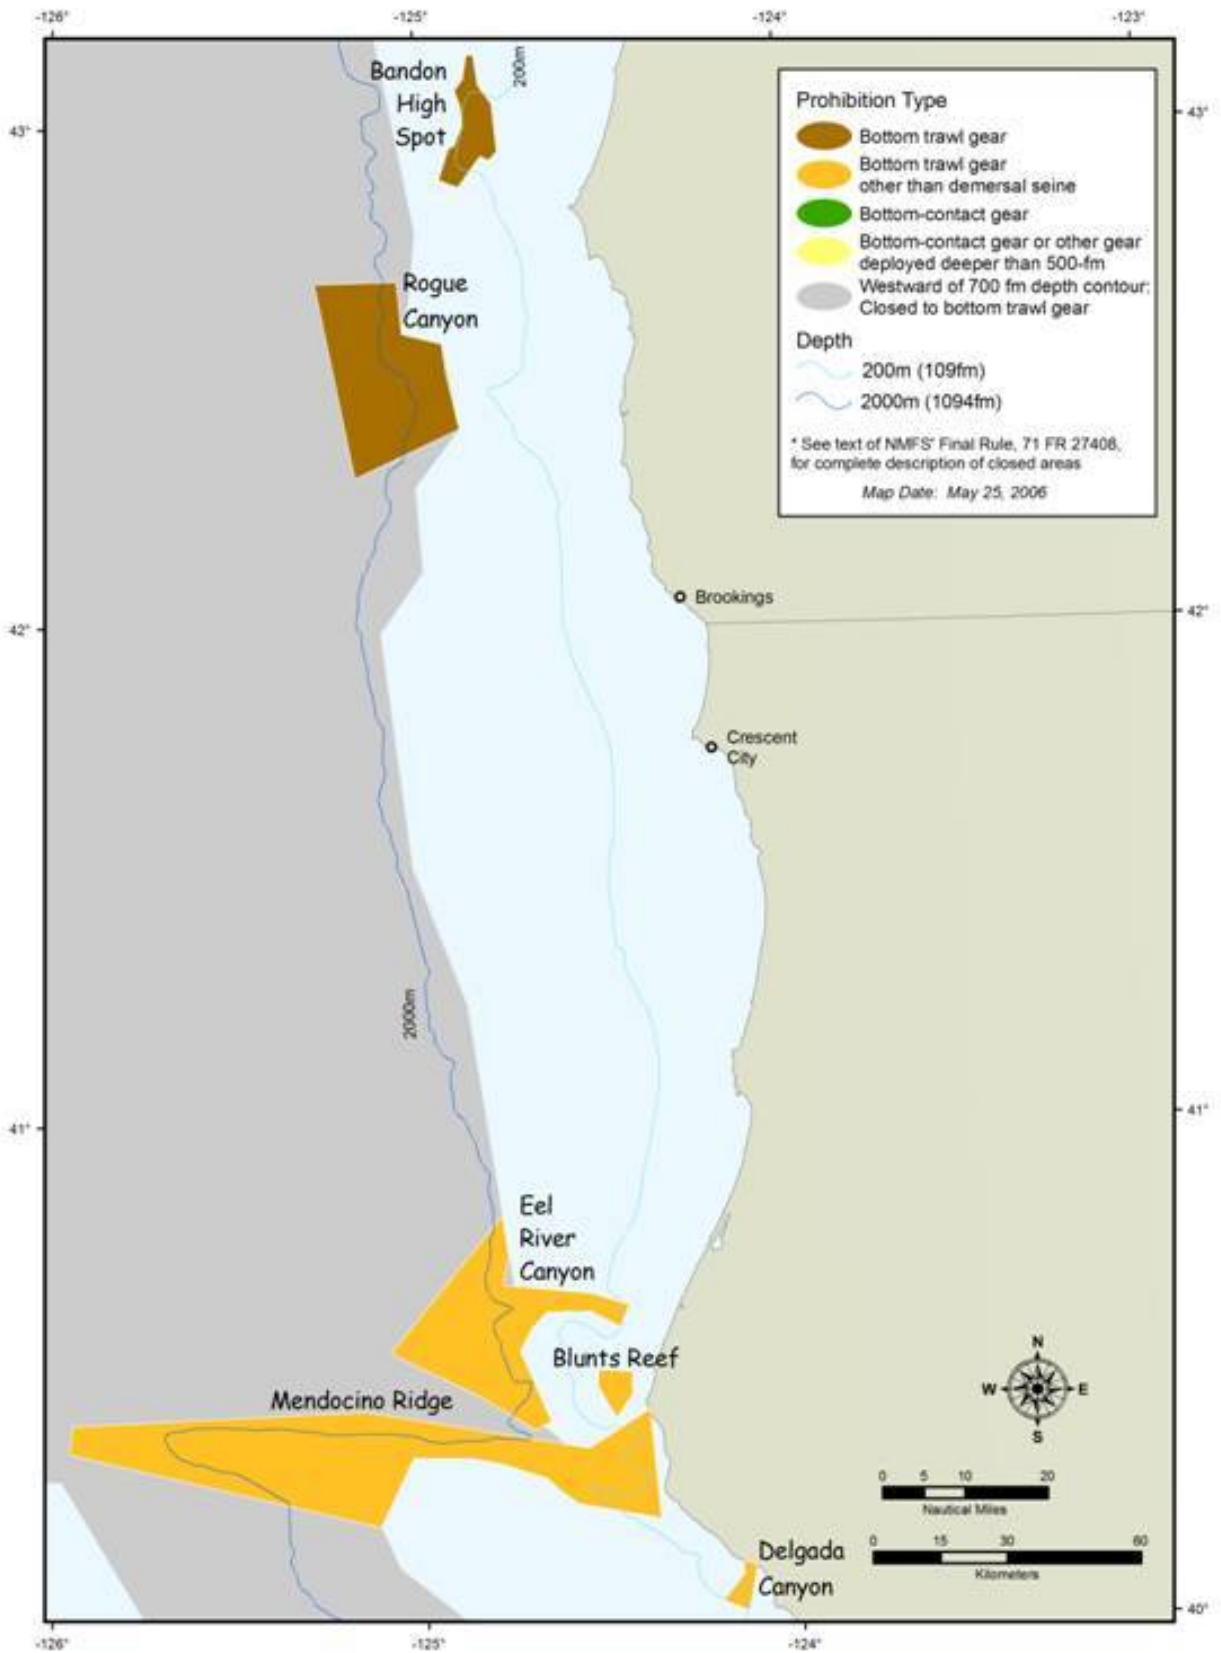 -126°
-125°
-124°
-123°
Bandon
High
Spot
200m
43°
43°
Prohibition Type
Bottom trawl gear
Bottom trawl gear
other than demersal seine
Bottom-contact gear
Bottom-contact gear or other gear
deployed deeper than 500-fm
Westward of 700 fm depth contour:
Closed to bottom trawl gear
Depth
200m (109fm)
2000m (1094fm)
* See text of NMFS' Final Rule, 71 FR 27408,
for complete description of closed areas
Map Date: May 25, 2006
Rogue
Canyon
Brookings
42°
42°
Crescent
City
2000m
41°
41°
Eel
River
Canyon
Blunts Reef
Mendocino Ridge
N
W
E
S
0 5 10 20
Nautical Miles
0 15 30 60
Kilometers
Delgada
Canyon
40°
-126°
-125°
-124°